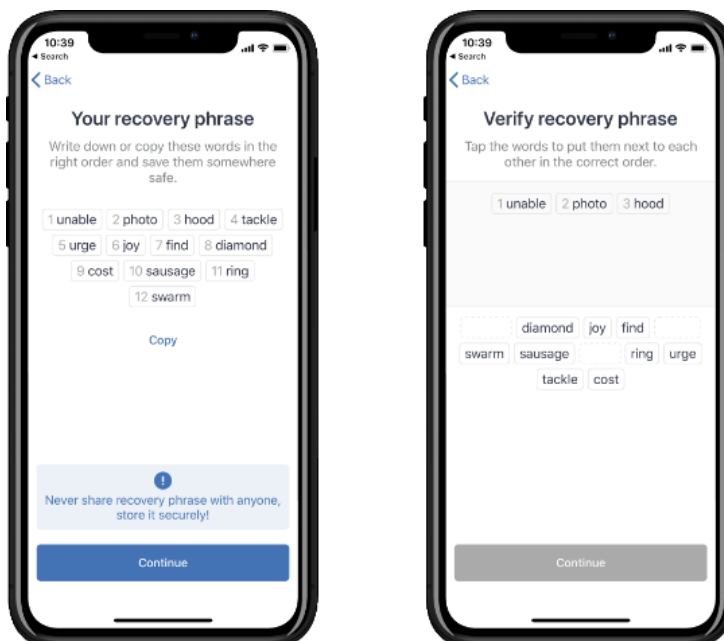 10:39
Search
Back
Your recovery phrase
Write down or copy these words in the
right order and save them somewhere
safe.
1 unable 2 photo 3 hood 4 tackle
5 urge 6 joy 7 find 8 diamond
9 cost 10 sausage 11 ring
12 swarm
Copy
Never share recovery phrase with anyone,
store it securely!
Continue
10:39
Search
Back
Verify recovery phrase
Tap the words to put them next to each
other in the correct order.
1 unable 2 photo 3 hood
diamond joy find
swarm sausage ring urge
tackle cost
Continue